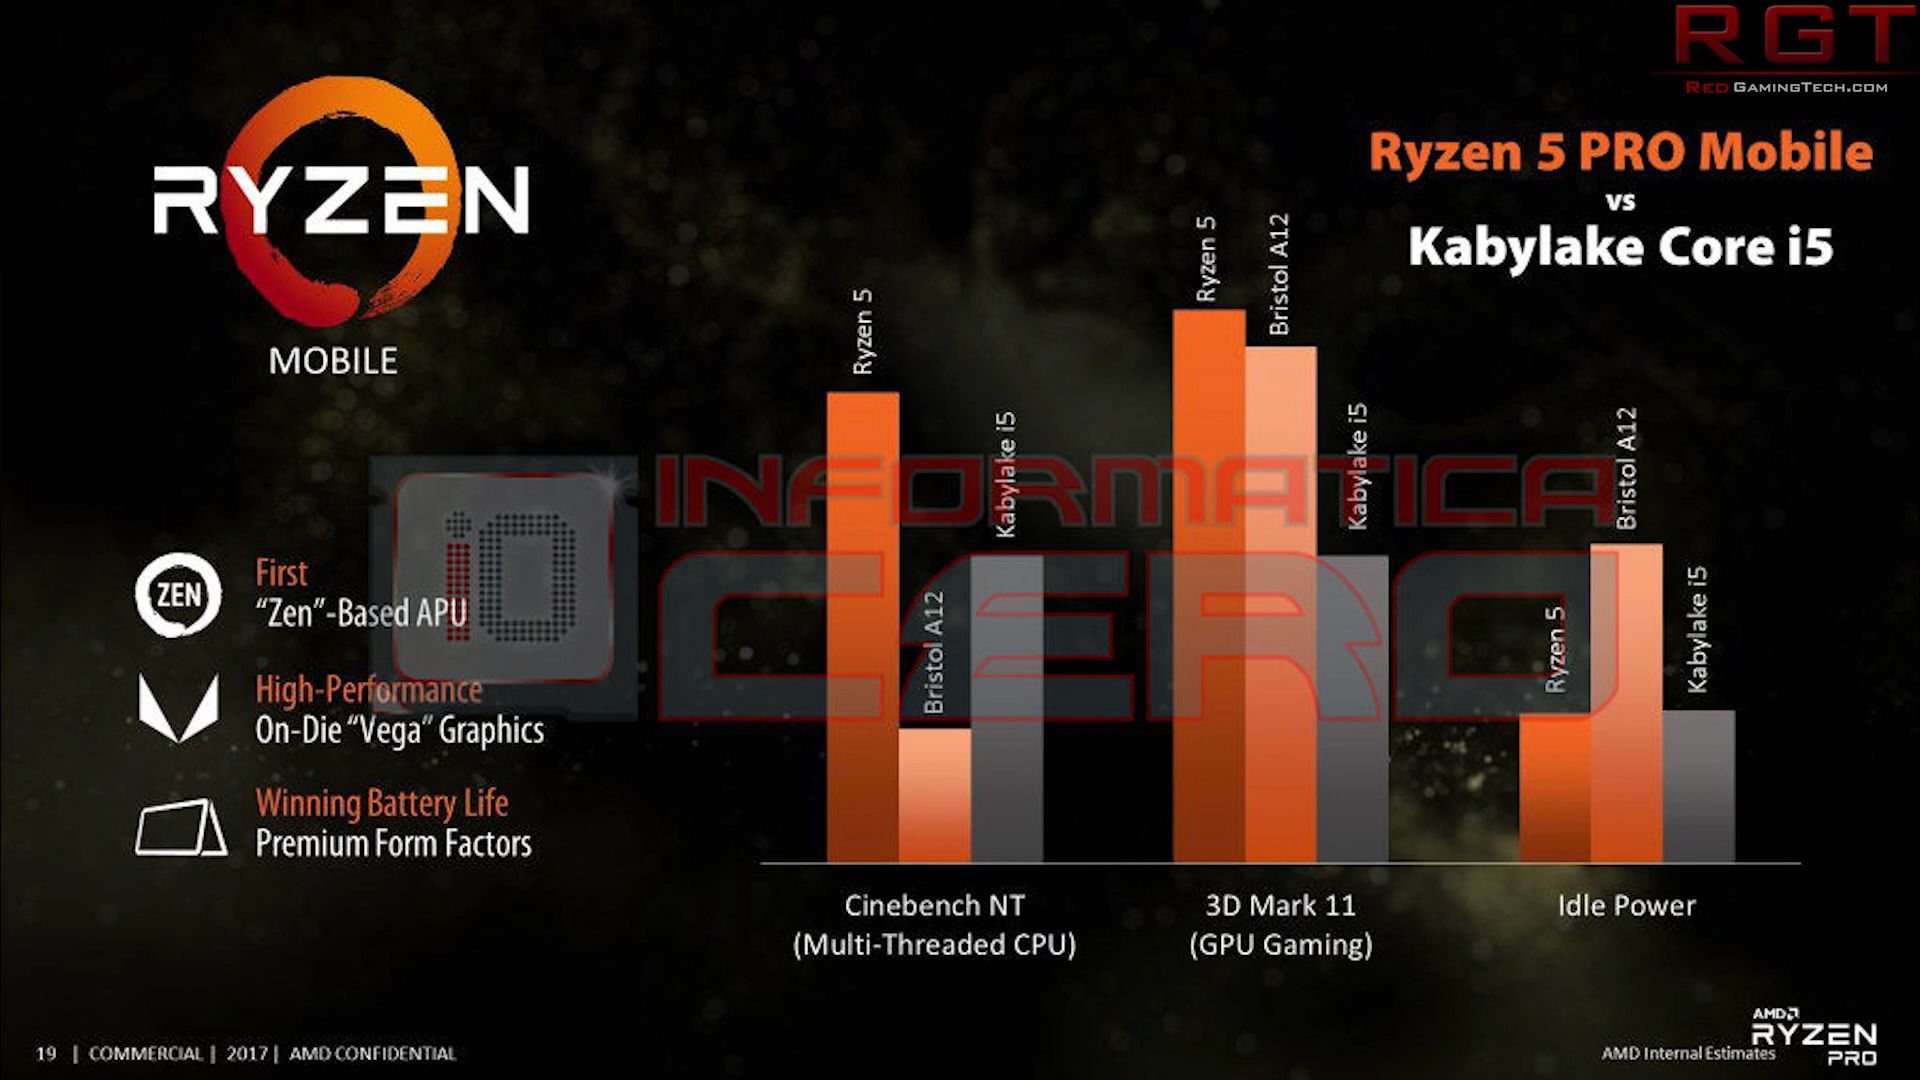 RGT
RED GAMINGTECH.COM
RYZEN
MOBILE
Ryzen 5 PRO Mobile
vs
Kabylake Core i5
ZEN
First
“Zen”-Based APU
High-Performance
On-Die “Vega” Graphics
Winning Battery Life
Premium Form Factors
iO
INFORMATICA
CERO
Ryzen 5
Bristol A12
Kabylake i5
Ryzen 5
Bristol A12
Kabylake i5
Ryzen 5
Bristol A12
Kabylake i5
Cinebench NT
(Multi-Threaded CPU)
3D Mark 11
(GPU Gaming)
Idle Power
19 | COMMERCIAL | 2017 | AMD CONFIDENTIAL
AMD Internal Estimates
AMD
RYZEN
PRO